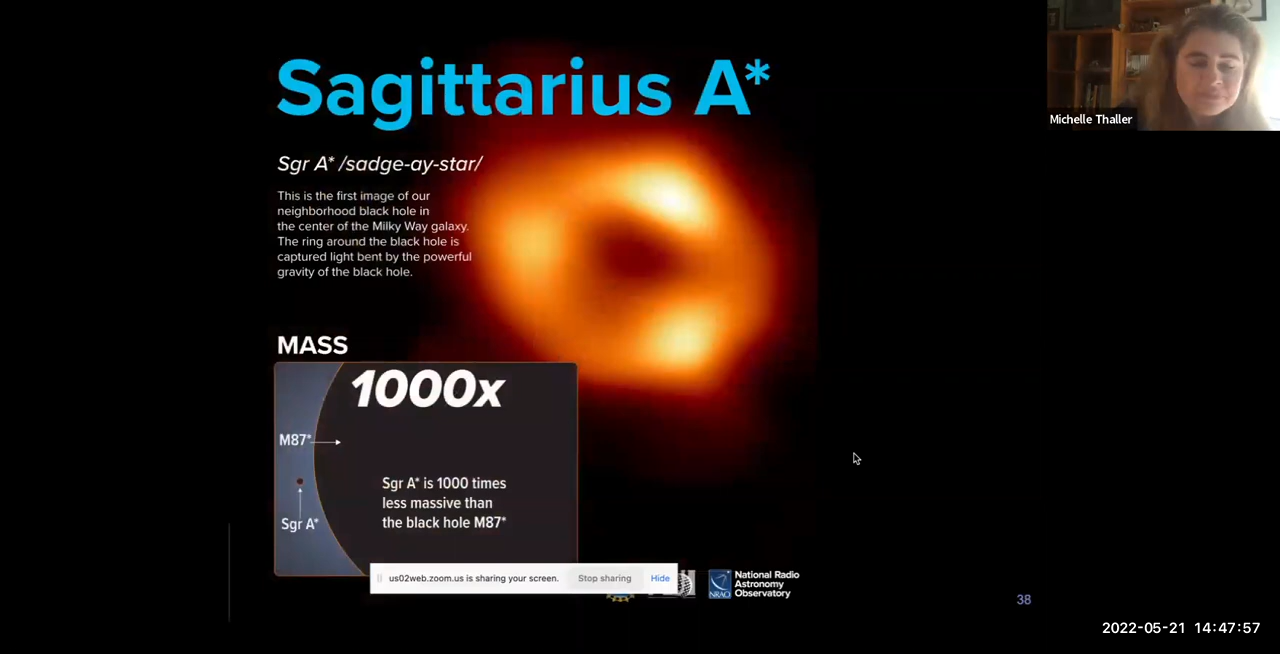 Sagittarius A*
Michelle Thaller
Sgr A* /sadge-ay-star/
This is the first image of our
neighborhood black hole in
the center of the Milky Way galaxy.
The ring around the black hole is
captured light bent by the powerful
gravity of the black hole.
MASS
1000x
M87*
Sgr A* is 1000 times
less massive than
the black hole M87*
Sgr A*
us02web.zoom.us is sharing your screen. Stop sharing Hide
NRAO
National Radio
Astronomy
Observatory
38
2022-05-21 14:47:57